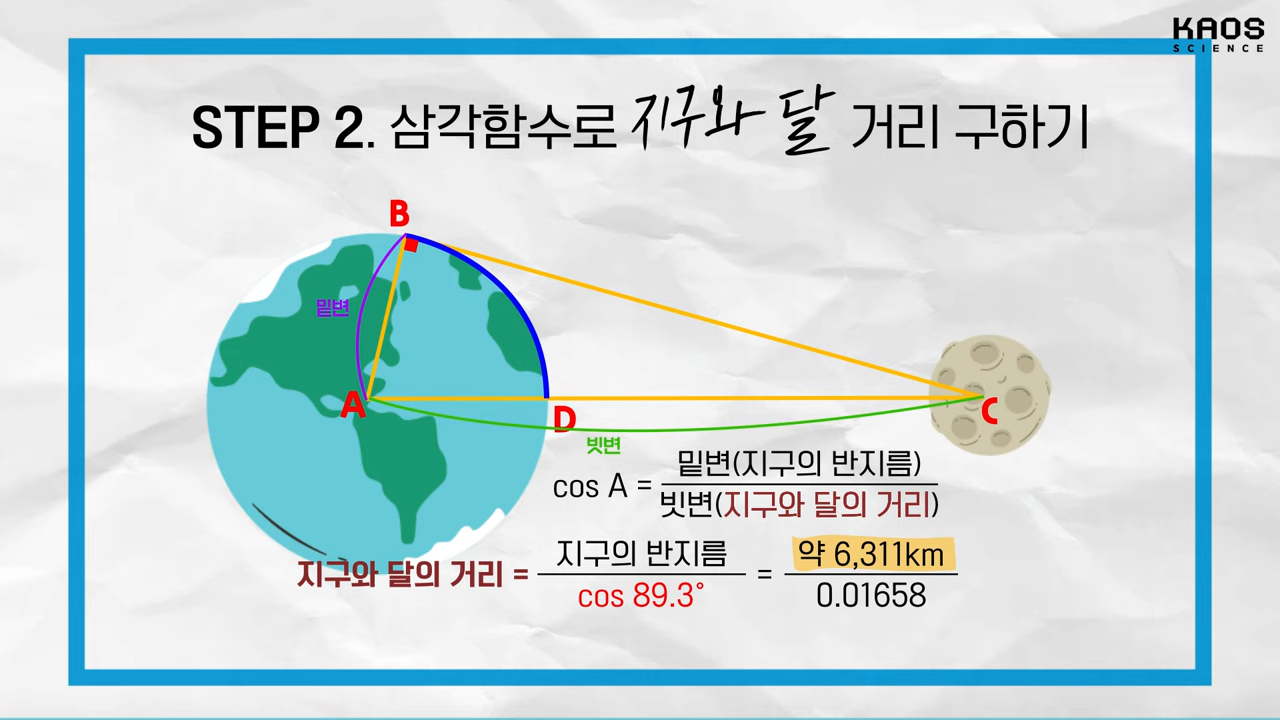 KAOS
SCIENCE
STEP 2. 삼각함수로 지구와 달 거리 구하기
B
밑변
A
D
C
빗변
cos A = 밑변(지구의 반지름)
빗변(지구와 달의 거리)
지구와 달의 거리 = 지구의 반지름 = 약 6,311km
cos 89.3° 0.01658